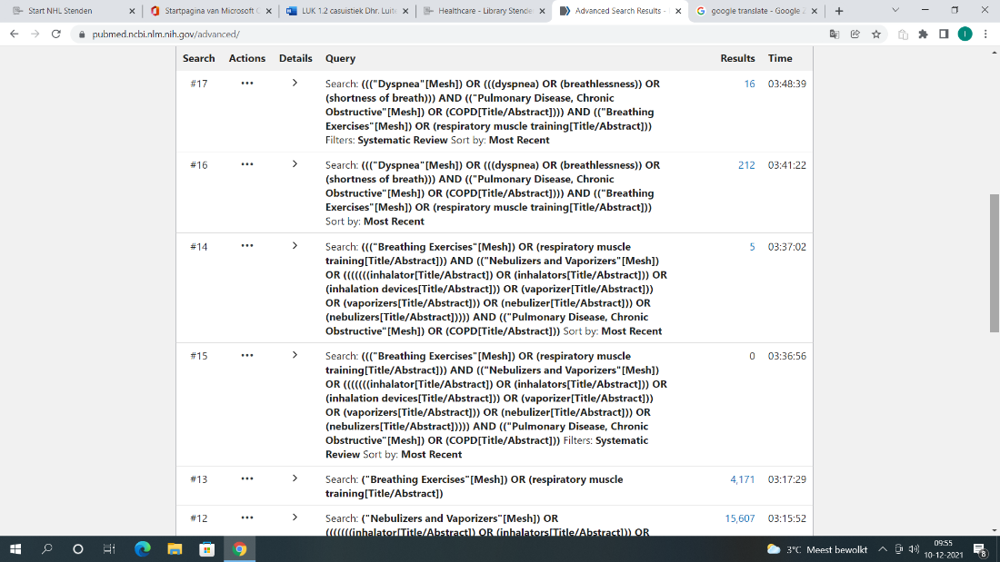 Start NHL Stenden
Startpagina van Microsoft O
LUK 1.2 casuistiek Dhr. Luite
Healthcare - Library Stende
Advanced Search Results -
google translate - Google Z
pubmed.ncbi.nlm.nih.gov/advanced/
Search Actions Details Query Results Time
#17 Search: ((("Dyspnea"[Mesh]) OR (((dyspnea) OR (breathlessness)) OR 16 03:48:39
(shortness of breath))) AND (("Pulmonary Disease, Chronic
Obstructive"[Mesh]) OR (COPD[Title/Abstract]))) AND (("Breathing
Exercises"[Mesh]) OR (respiratory muscle training[Title/Abstract]))
Filters: Systematic Review Sort by: Most Recent
#16 Search: ((("Dyspnea"[Mesh]) OR (((dyspnea) OR (breathlessness)) OR 212 03:41:22
(shortness of breath))) AND (("Pulmonary Disease, Chronic
Obstructive"[Mesh]) OR (COPD[Title/Abstract]))) AND (("Breathing
Exercises"[Mesh]) OR (respiratory muscle training[Title/Abstract]))
Sort by: Most Recent
#14 Search: ((("Breathing Exercises"[Mesh]) OR (respiratory muscle 5 03:37:02
training[Title/Abstract])) AND (("Nebulizers and Vaporizers"[Mesh])
OR (((((((inhalator[Title/Abstract]) OR (inhalators[Title/Abstract])) OR
(inhalation devices[Title/Abstract])) OR (vaporizer[Title/Abstract]))
OR (vaporizers[Title/Abstract])) OR (nebulizer[Title/Abstract])) OR
(nebulizers[Title/Abstract])))) AND (("Pulmonary Disease, Chronic
Obstructive"[Mesh]) OR (COPD[Title/Abstract])) Sort by: Most Recent
#15 Search: ((("Breathing Exercises"[Mesh]) OR (respiratory muscle 0 03:36:56
training[Title/Abstract])) AND (("Nebulizers and Vaporizers"[Mesh])
OR (((((((inhalator[Title/Abstract]) OR (inhalators[Title/Abstract])) OR
(inhalation devices[Title/Abstract])) OR (vaporizer[Title/Abstract]))
OR (vaporizers[Title/Abstract])) OR (nebulizer[Title/Abstract])) OR
(nebulizers[Title/Abstract])))) AND (("Pulmonary Disease, Chronic
Obstructive"[Mesh]) OR (COPD[Title/Abstract])) Filters: Systematic
Review Sort by: Most Recent
#13 Search: ("Breathing Exercises"[Mesh]) OR (respiratory muscle 4,171 03:17:29
training[Title/Abstract])
#12 Search: ("Nebulizers and Vaporizers"[Mesh]) OR 15,607 03:15:52
(((((((inhalator[Title/Abstract]) OR (inhalators[Title/Abstract])) OR
3°C Meest bewolkt
09:55
10-12-2021
8